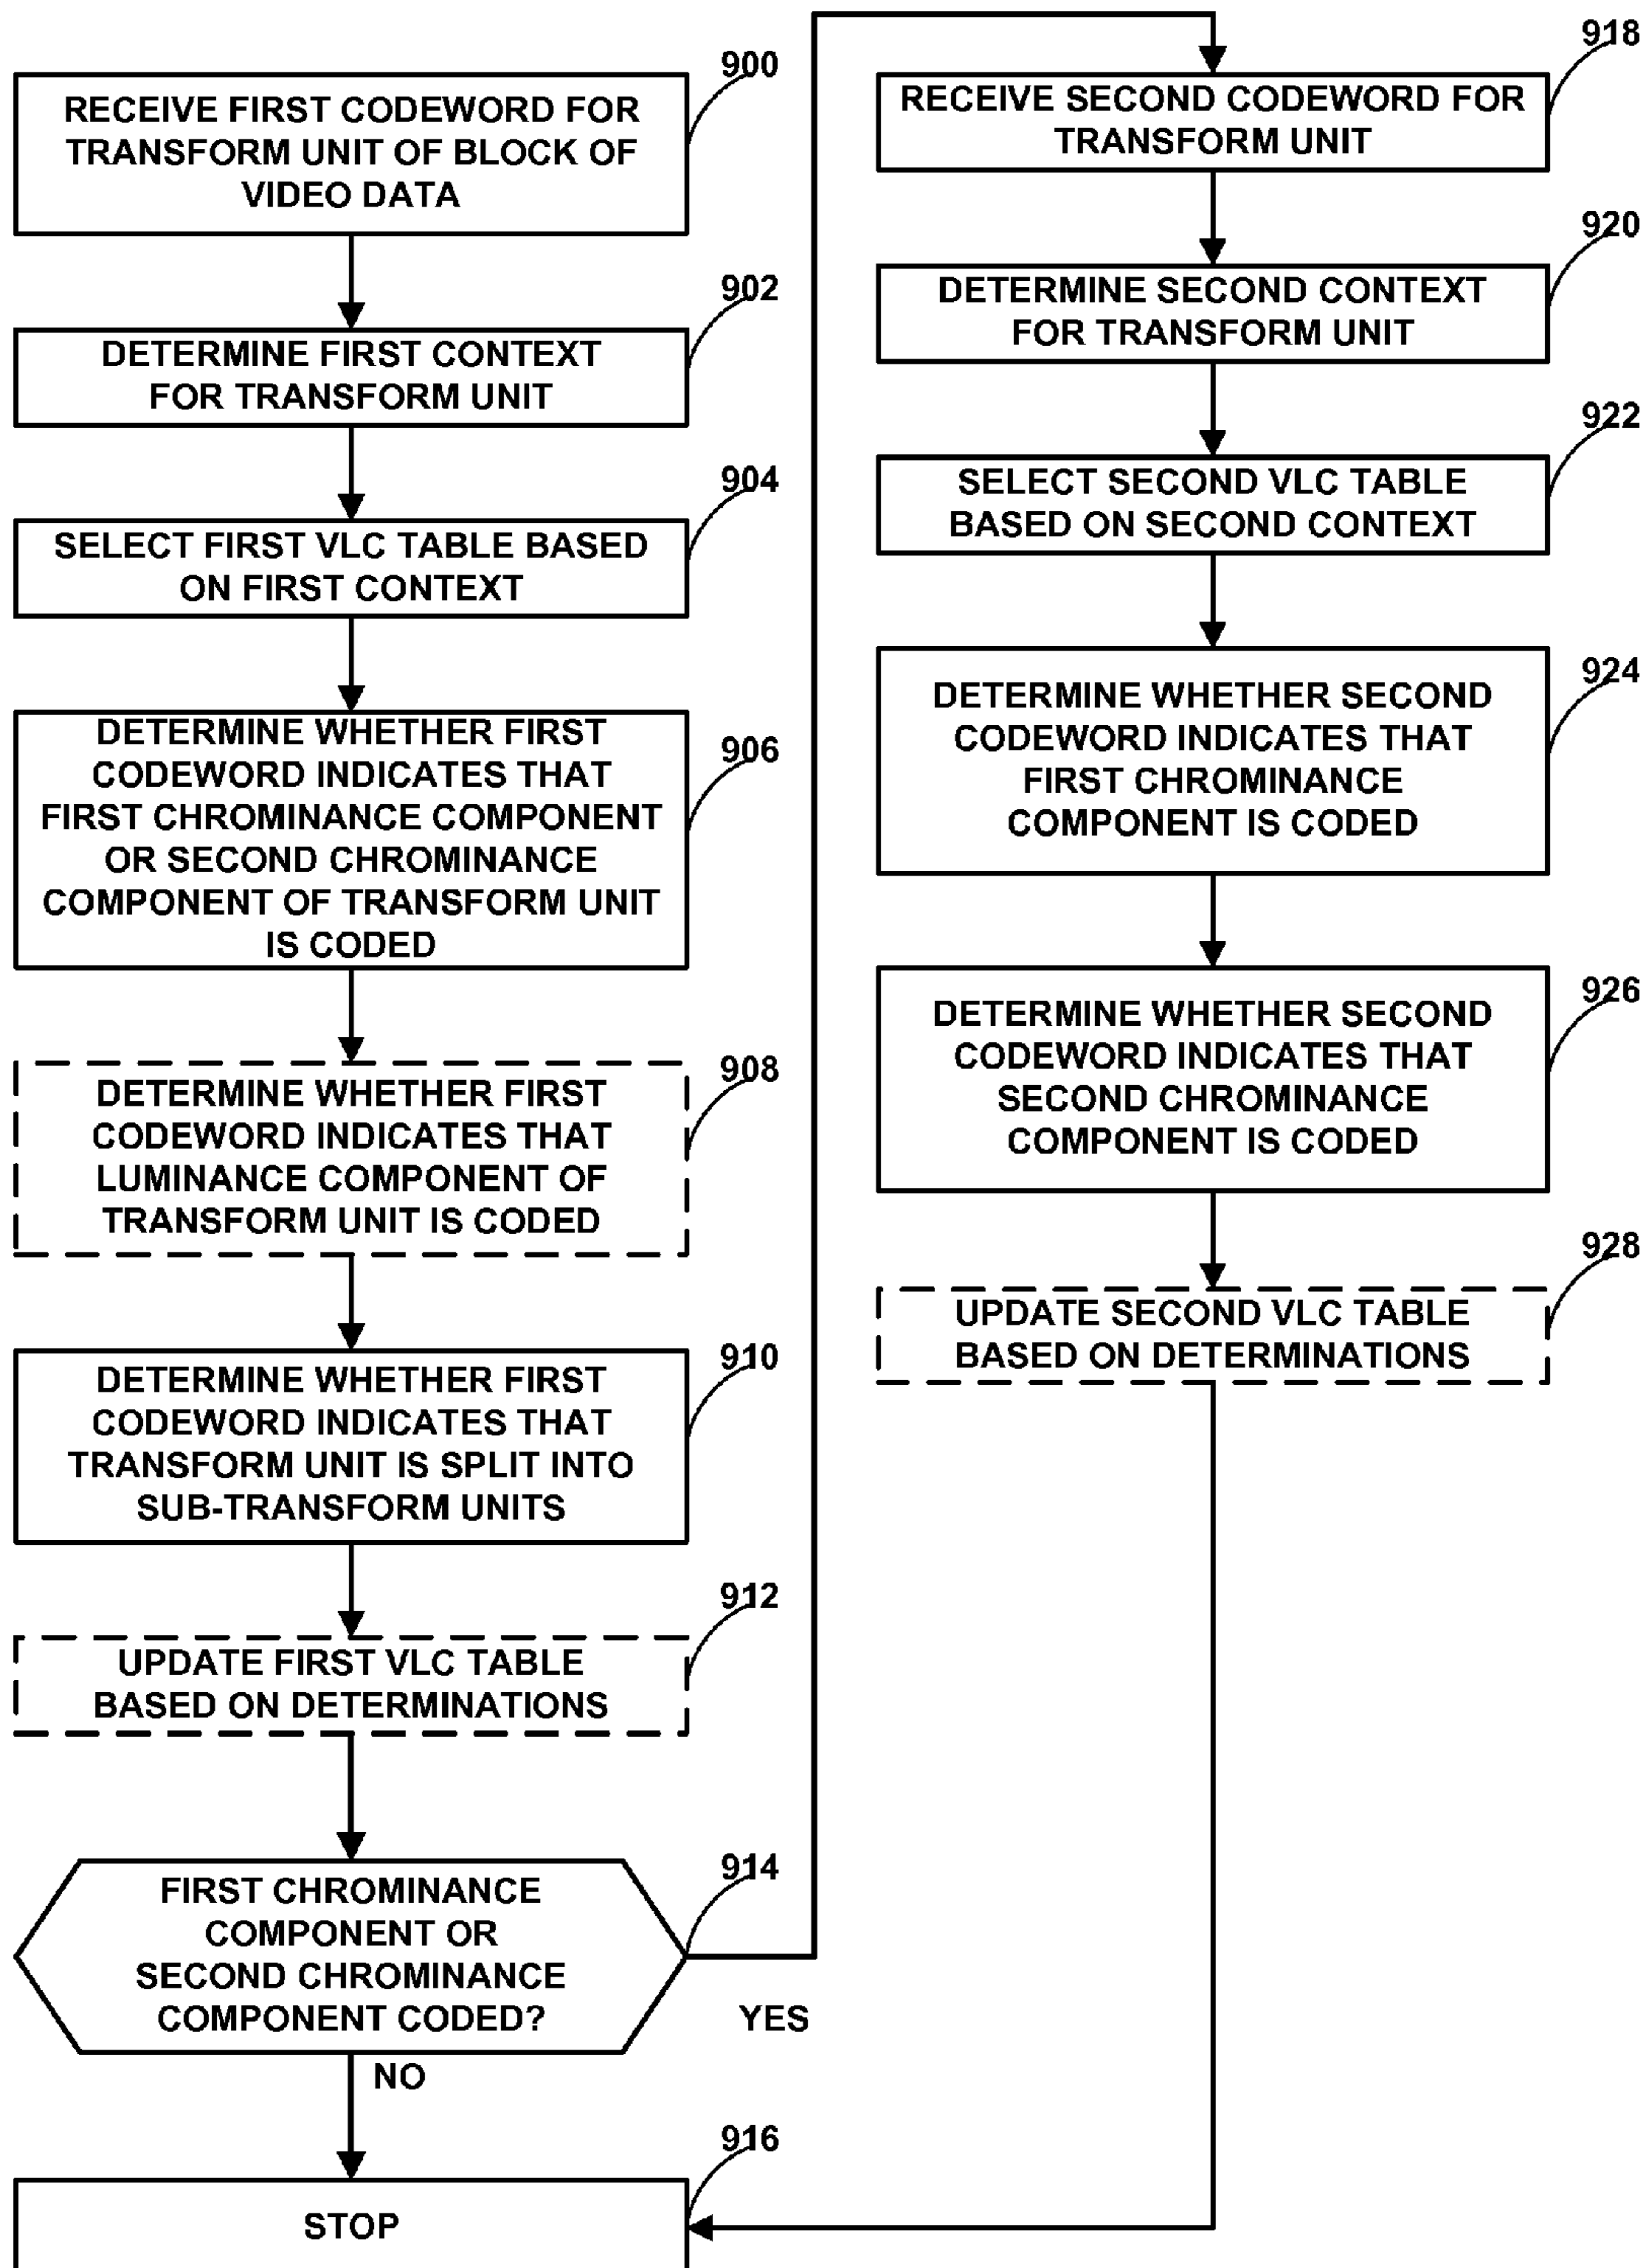 900
RECEIVE FIRST CODEWORD FOR
TRANSFORM UNIT OF BLOCK OF
VIDEO DATA
902
DETERMINE FIRST CONTEXT
FOR TRANSFORM UNIT
904
SELECT FIRST VLC TABLE BASED
ON FIRST CONTEXT
906
DETERMINE WHETHER FIRST
CODEWORD INDICATES THAT
FIRST CHROMINANCE COMPONENT
OR SECOND CHROMINANCE
COMPONENT OF TRANSFORM UNIT
IS CODED
908
DETERMINE WHETHER FIRST
CODEWORD INDICATES THAT
LUMINANCE COMPONENT OF
TRANSFORM UNIT IS CODED
910
DETERMINE WHETHER FIRST
CODEWORD INDICATES THAT
TRANSFORM UNIT IS SPLIT INTO
SUB-TRANSFORM UNITS
912
UPDATE FIRST VLC TABLE
BASED ON DETERMINATIONS
914
FIRST CHROMINANCE
COMPONENT OR
SECOND CHROMINANCE
COMPONENT CODED?
YES
NO
916
STOP
918
RECEIVE SECOND CODEWORD FOR
TRANSFORM UNIT
920
DETERMINE SECOND CONTEXT
FOR TRANSFORM UNIT
922
SELECT SECOND VLC TABLE
BASED ON SECOND CONTEXT
924
DETERMINE WHETHER SECOND
CODEWORD INDICATES THAT
FIRST CHROMINANCE
COMPONENT IS CODED
926
DETERMINE WHETHER SECOND
CODEWORD INDICATES THAT
SECOND CHROMINANCE
COMPONENT IS CODED
928
UPDATE SECOND VLC TABLE
BASED ON DETERMINATIONS